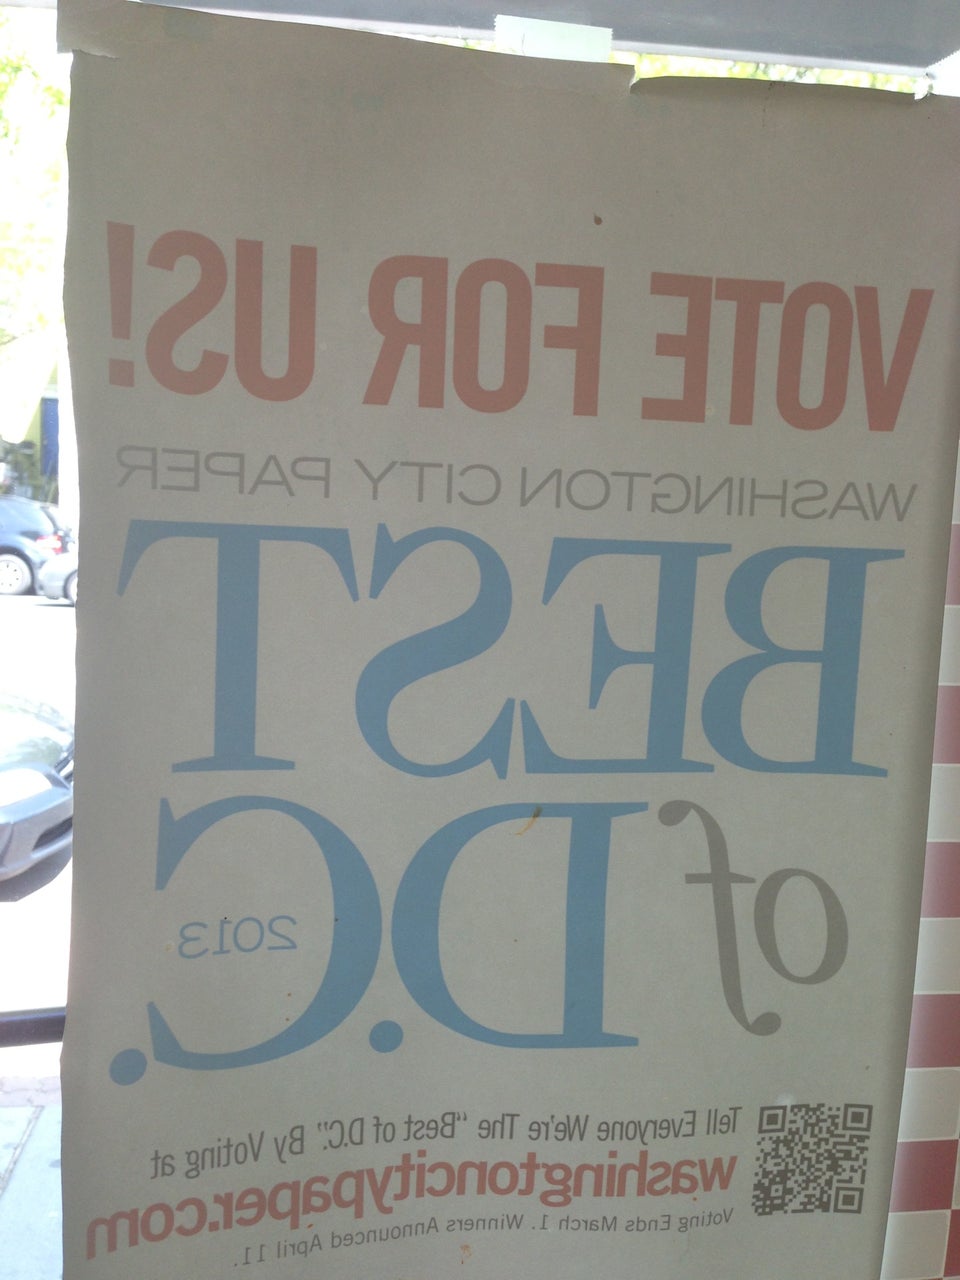 VOTE FOR US!
WASHINGTON CITY PAPER
BEST
of D.C.
2013
Tell Everyone We're The "Best of D.C." By Voting at
washingtoncitypaper.com
Voting Ends March 1. Winners Announced April 11.